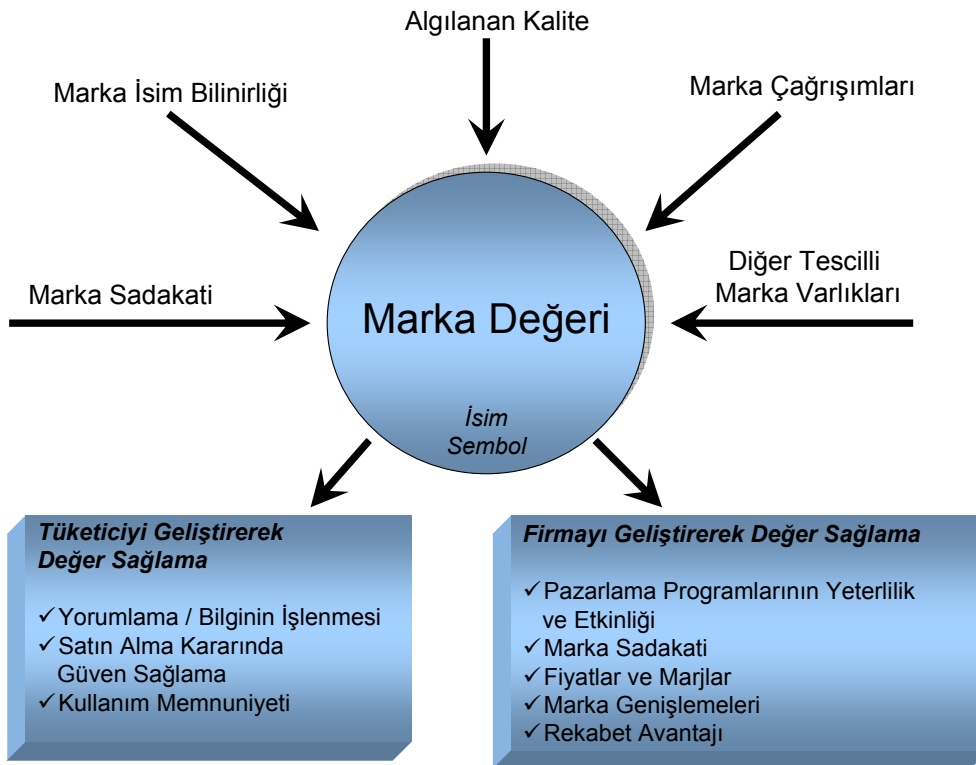 Algılanan Kalite
Marka İsim Bilinirliği
Marka Çağrışımları
Marka Sadakati
Diğer Tescilli
Marka Varlıkları
Marka Değeri
İsim
Sembol
Tüketiciyi Geliştirerek
Değer Sağlama
✓Yorumlama / Bilginin İşlenmesi
✓Satın Alma Kararında
Güven Sağlama
✓Kullanım Memnuniyeti
Firmayı Geliştirerek Değer Sağlama
✓Pazarlama Programlarının Yeterlilik
ve Etkinliği
✓Marka Sadakati
✓Fiyatlar ve Marjlar
✓Marka Genişlemeleri
✓Rekabet Avantajı